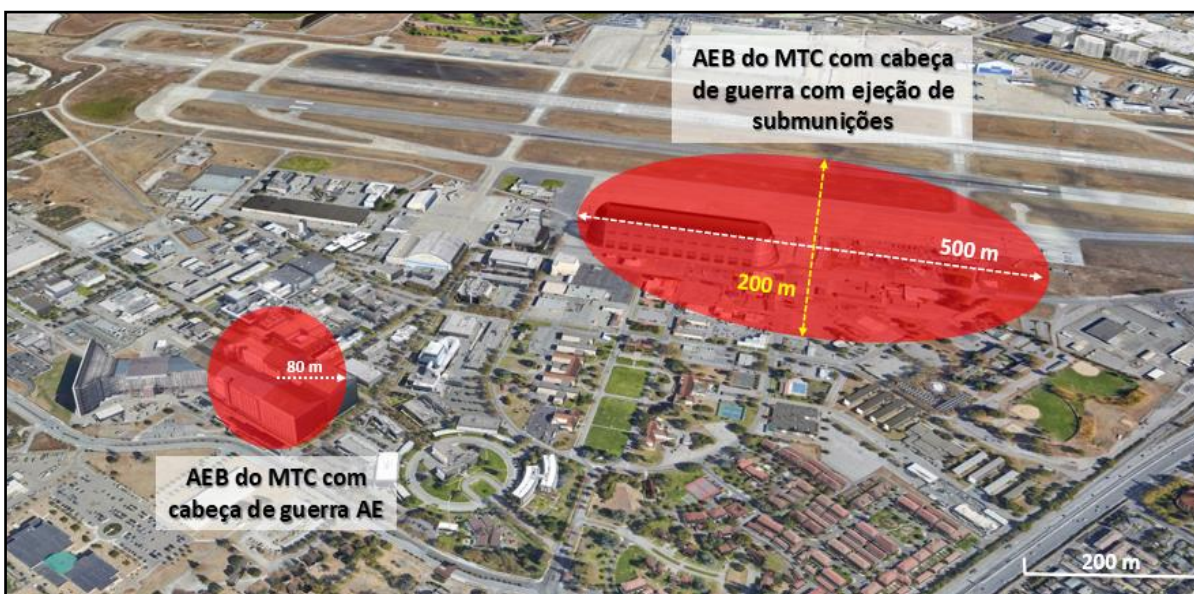 AEB do MTC com cabeça
de guerra com ejeção de
submunições
500 m
200 m
80 m
AEB do MTC com
cabeça de guerra AE
200 m